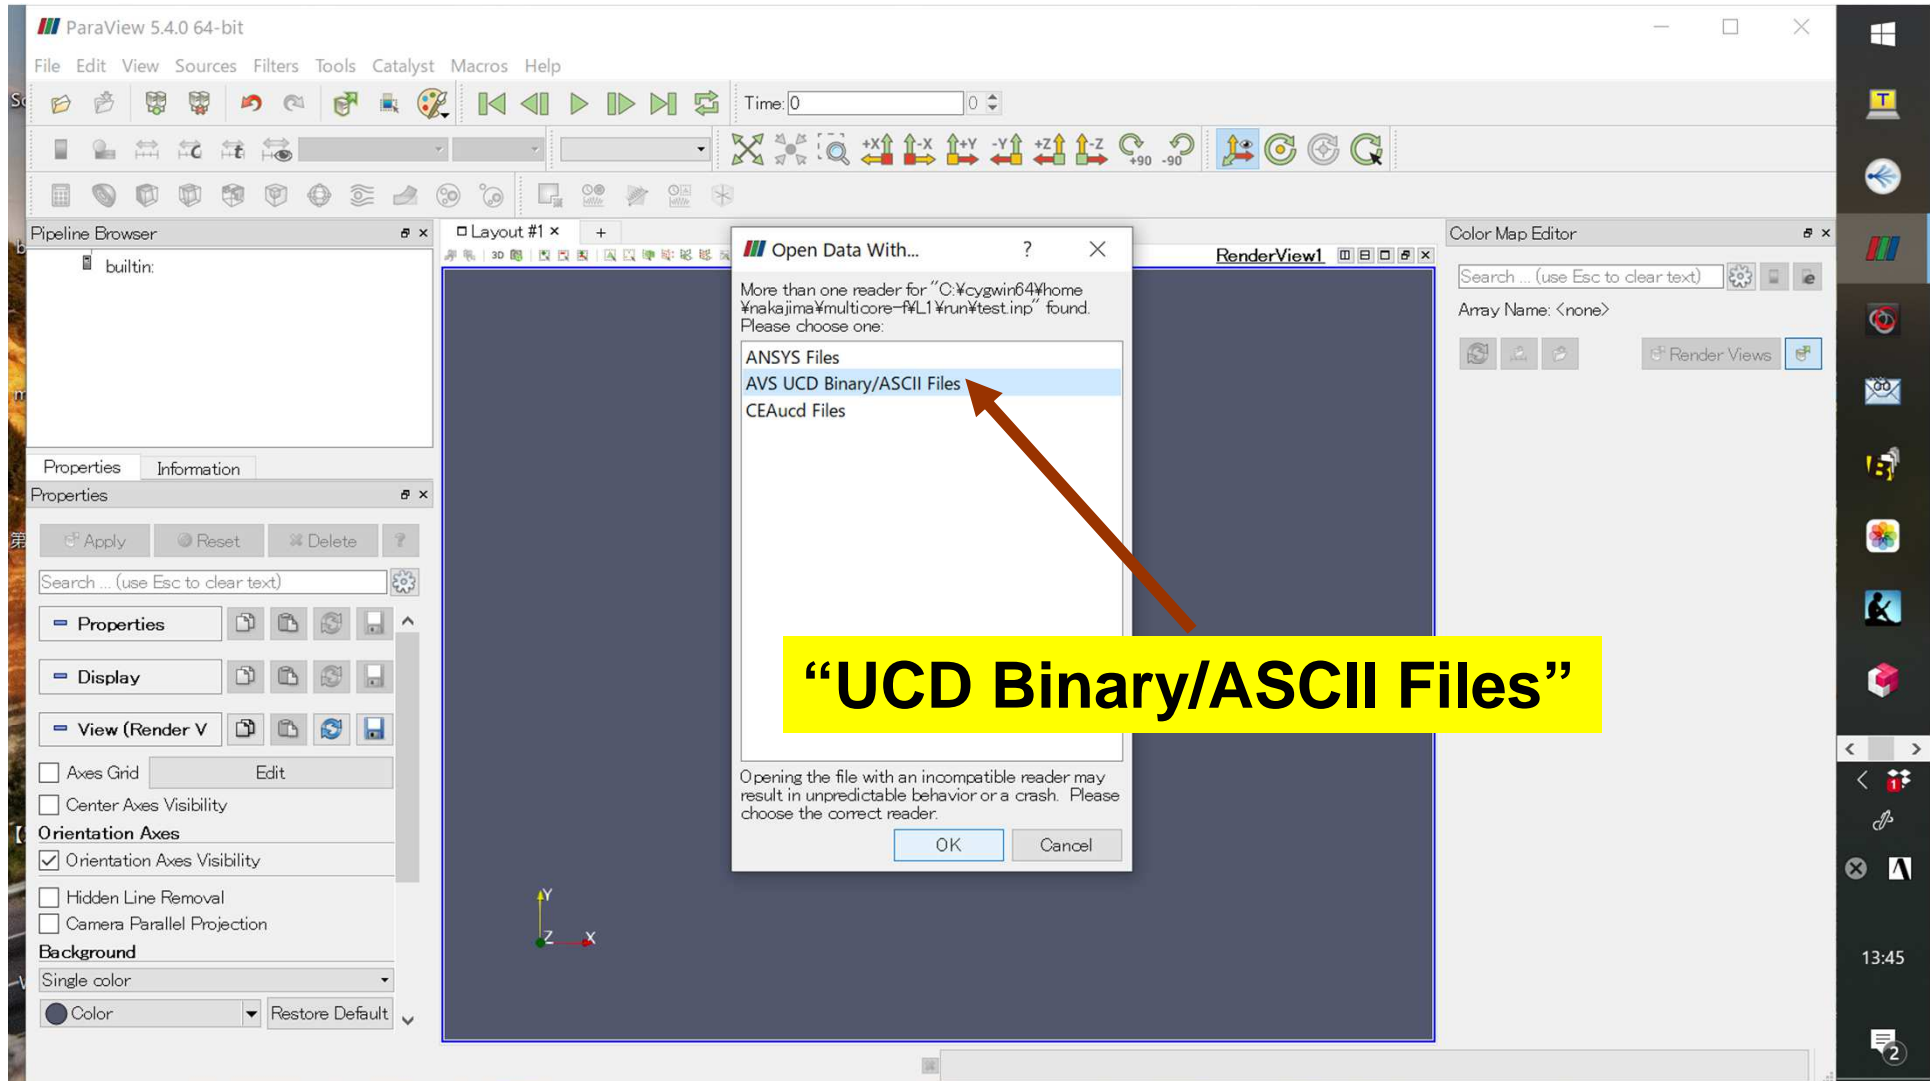 ParaView 5.4.0 64-bit
File Edit View Sources Filters Tools Catalyst Macros Help
Time: 0 0
+X -X +Y -Y +Z -Z +90 -90
Pipeline Browser
builtin:
Layout #1
+
3D
RenderView1
Color Map Editor
Search ... (use Esc to clear text)
Array Name: <none>
Render Views
Open Data With...
?
More than one reader for "C:¥cygwin64¥home
¥nakajima¥multicore-f¥L1¥run¥test.inp" found.
Please choose one:
ANSYS Files
AVS UCD Binary/ASCII Files
CEAucd Files
“UCD Binary/ASCII Files”
Opening the file with an incompatible reader may
result in unpredictable behavior or a crash. Please
choose the correct reader.
OK
Cancel
Properties
Information
Properties
Apply
Reset
Delete
?
Search ... (use Esc to clear text)
Properties
Display
View (Render V
Axes Grid
Edit
Center Axes Visibility
Orientation Axes
Orientation Axes Visibility
Hidden Line Removal
Camera Parallel Projection
Background
Single color
Color
Restore Default
Y
Z
X
T
1
13:45
2